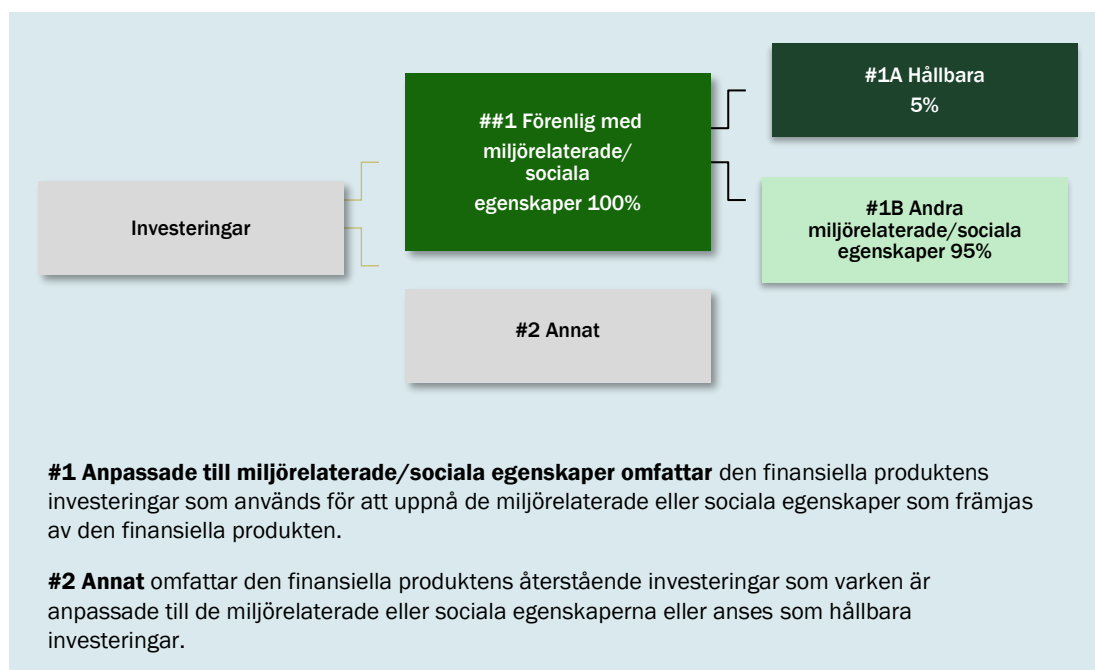 #1A Hållbara
5%
##1 Förenlig med
miljörelaterade/
sociala
egenskaper 100%
Investeringar
#1B Andra
miljörelaterade/sociala
egenskaper 95%
#2 Annat
#1 Anpassade till miljörelaterade/sociala egenskaper omfattar den finansiella produktens
investeringar som används för att uppnå de miljörelaterade eller sociala egenskaper som främjas
av den finansiella produkten.
#2 Annat omfattar den finansiella produktens återstående investeringar som varken är
anpassade till de miljörelaterade eller sociala egenskaperna eller anses som hållbara
investeringar.